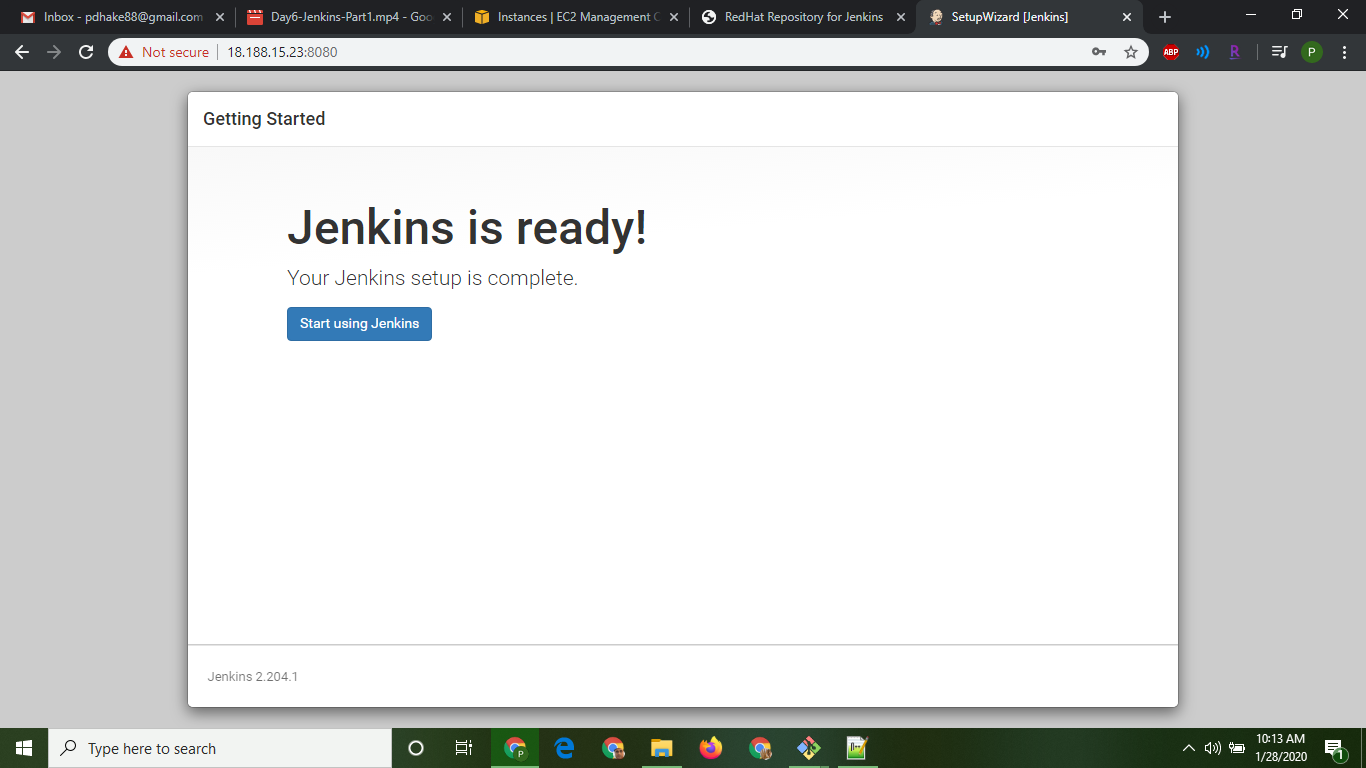 Inbox - pdhake88@gmail.com
Day6-Jenkins-Part1.mp4 - Goo
Instances | EC2 Management C
RedHat Repository for Jenkins
SetupWizard [Jenkins]
Not secure
18.188.15.23:8080
ABP
R
P
Getting Started
Jenkins is ready!
Your Jenkins setup is complete.
Start using Jenkins
Jenkins 2.204.1
Type here to search
P
10:13 AM
1/28/2020
1